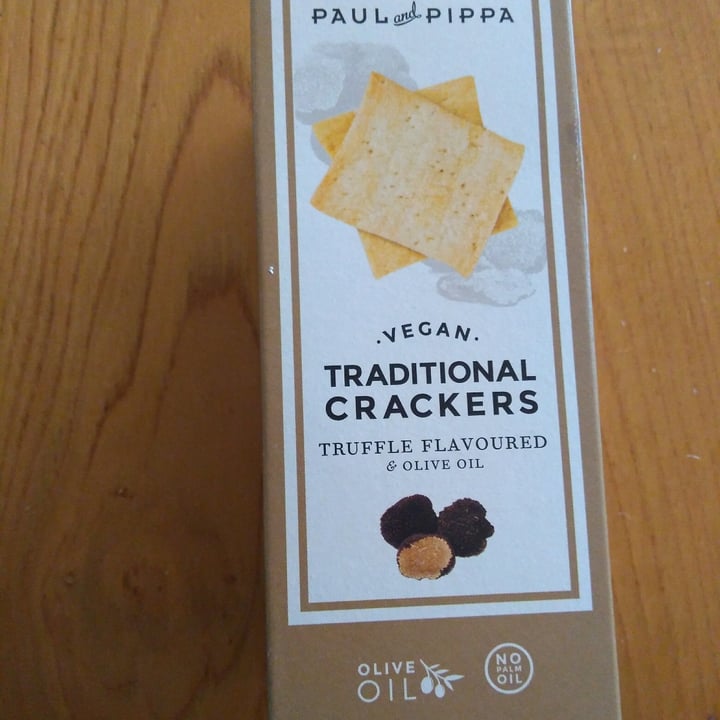 PAUL and PIPPA
·VEGAN·
TRADITIONAL
CRACKERS
TRUFFLE FLAVOURED
& OLIVE OIL
OLIVE
OIL
NO
PALM
OIL